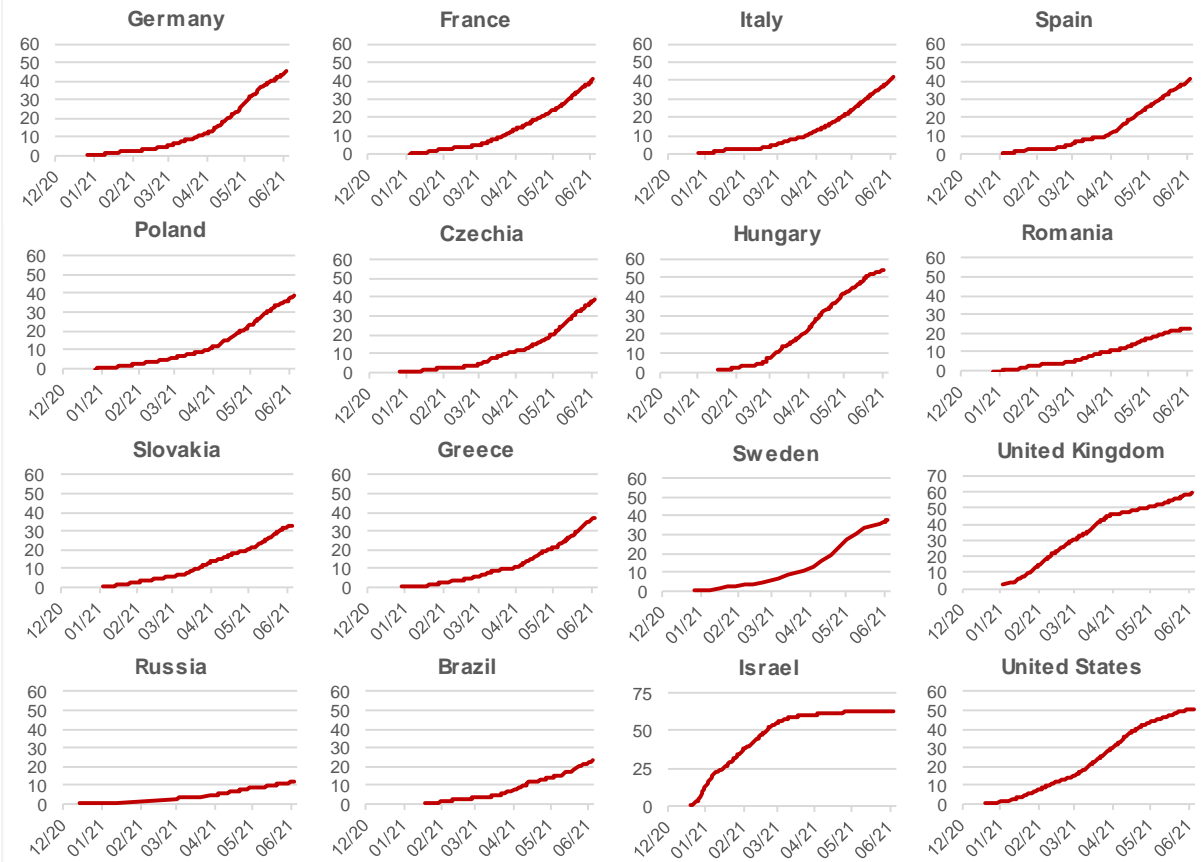 Germany France Italy Spain
60 60 60 60
50 50 50 50
40 40 40 40
30 30 30 30
20 20 20 20
10 10 10 10
0 0 0 0
12/20 01/21 02/21 03/21 04/21 05/21 06/21 12/20 01/21 02/21 03/21 04/21 05/21 06/21 12/20 01/21 02/21 03/21 04/21 05/21 06/21 12/20 01/21 02/21 03/21 04/21 05/21 06/21
Poland Czechia Hungary Romania
60 60 60 60
50 50 50 50
40 40 40 40
30 30 30 30
20 20 20 20
10 10 10 10
0 0 0 0
12/20 01/21 02/21 03/21 04/21 05/21 06/21 12/20 01/21 02/21 03/21 04/21 05/21 06/21 12/20 01/21 02/21 03/21 04/21 05/21 06/21 12/20 01/21 02/21 03/21 04/21 05/21 06/21
Slovakia Greece Sweden United Kingdom
60 60 60 70
50 50 50 60
40 40 40 50
30 30 30 40
20 20 20 30
10 10 10 20
0 0 0 10
0
12/20 01/21 02/21 03/21 04/21 05/21 06/21 12/20 01/21 02/21 03/21 04/21 05/21 06/21 12/20 01/21 02/21 03/21 04/21 05/21 06/21 12/20 01/21 02/21 03/21 04/21 05/21 06/21
Russia Brazil Israel United States
60 60 75 60
50 50 50
40 40 50 40
30 30 30
20 20 25 20
10 10 10
0 0 0 0
12/20 01/21 02/21 03/21 04/21 05/21 06/21 12/20 01/21 02/21 03/21 04/21 05/21 06/21 12/20 01/21 02/21 03/21 04/21 05/21 06/21 12/20 01/21 02/21 03/21 04/21 05/21 06/21